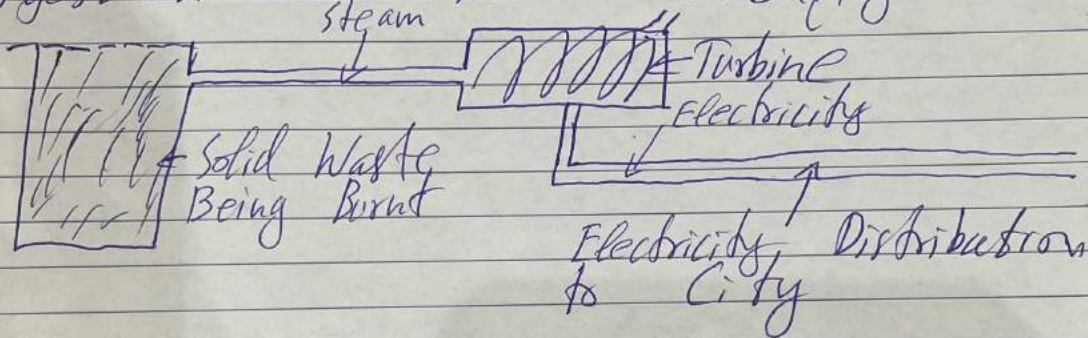 steam
Turbine
Electricity
Solid Waste
Being Burnt
Electricity Distribution
to City